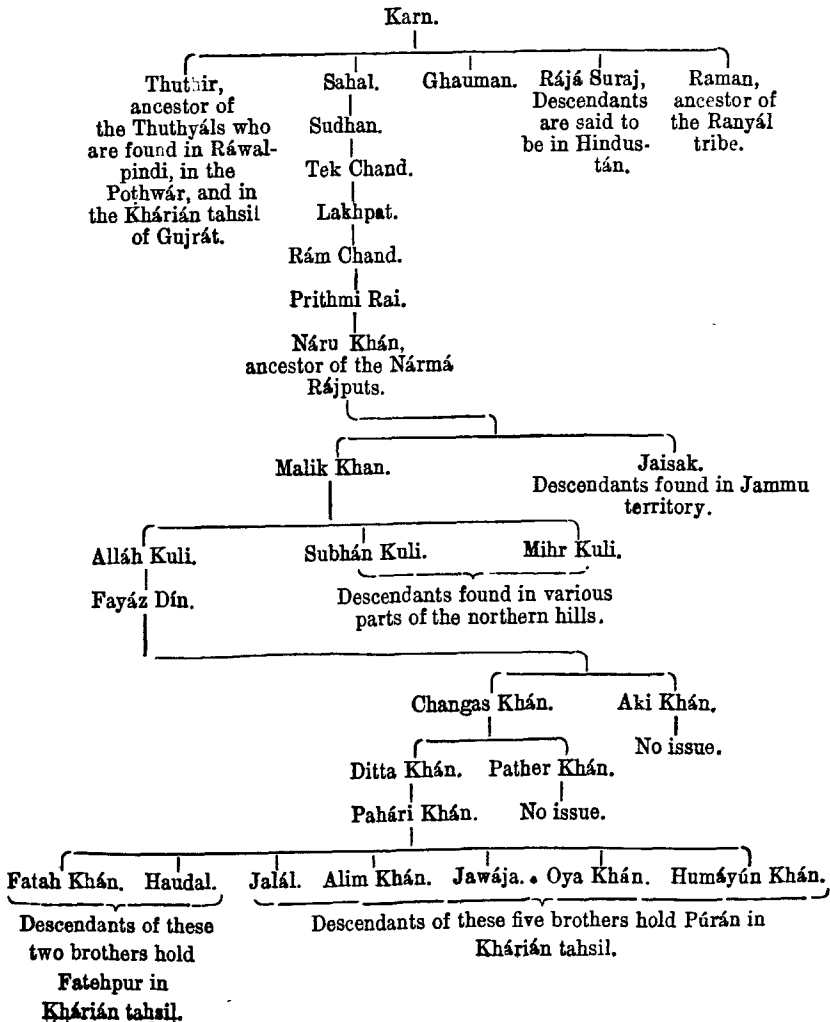 Karn.
Thuthir,
ancestor of
the Thuthyáls who
are found in Ráwal-
pindi, in the
Pothwár, and in
the Khárián tahsil
of Gujrát.
Sahal.
Sudhan.
Tek Chand.
Lakhpat.
Rám Chand.
Prithmi Rai.
Náru Khán,
ancestor of the Nármá
Rájputs.
Ghauman.
Rájá Suraj,
Descendants
are said to
be in Hindus-
tán.
Raman,
ancestor of
the Ranyál
tribe.
Malik Khan.
Jaisak.
Descendants found in Jammu
territory.
Alláh Kuli.
Subhán Kuli.
Mihr Kuli.
Fayáz Dín.
Descendants found in various
parts of the northern hills.
Changas Khán.
Aki Khán.
No issue.
Ditta Khán.
Pather Khán.
Pahári Khán.
No issue.
Fatah Khán. Haudal. Jalál. Alim Khán. Jawája. Oya Khán. Humáyún Khán.
Descendants of these
two brothers hold
Fatehpur in
Khárián tahsil.
Descendants of these five brothers hold Púrán in
Khárián tahsil.